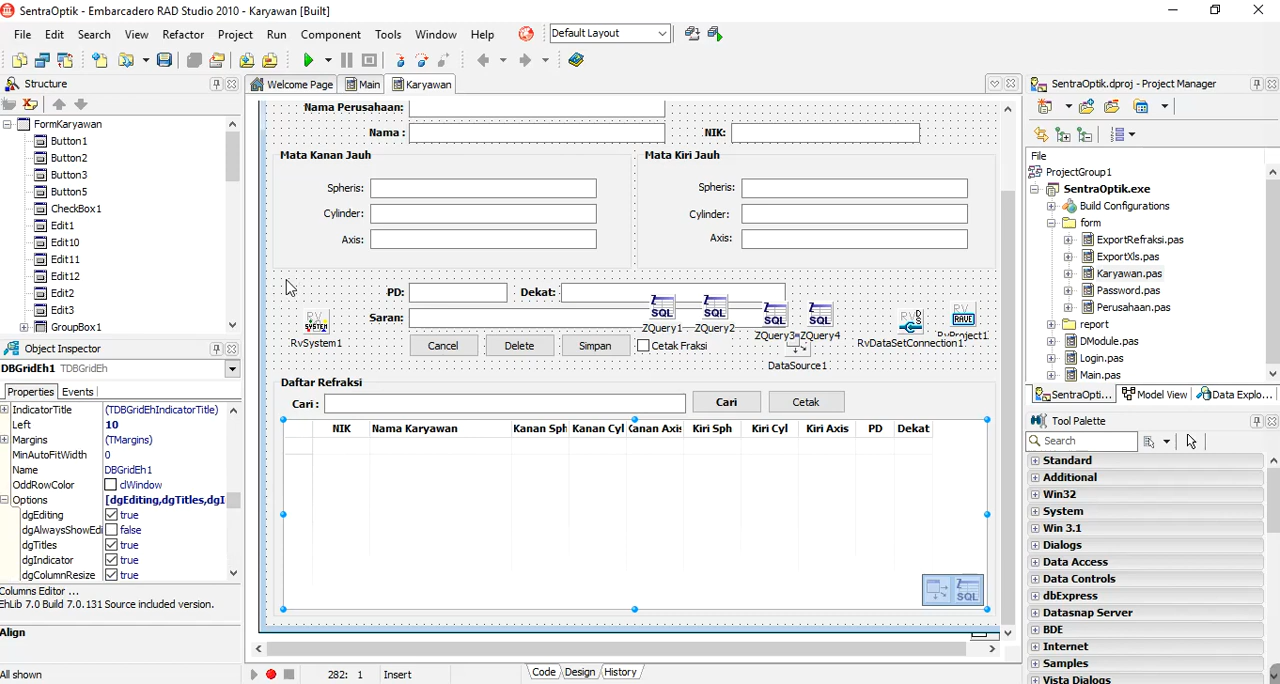 SentraOptik - Embarcadero RAD Studio 2010 - Karyawan [Built]
File Edit Search View Refactor Project Run Component Tools Window Help Default Layout
Structure
FormKaryawan
Button1
Button2
Button3
Button5
CheckBox1
Edit1
Edit10
Edit11
Edit12
Edit2
Edit3
GroupBox1
Object Inspector
DBGridEh1 TDBGridEh
Properties Events
IndicatorTitle (TDBGridEhIndicatorTitle)
Left 10
Margins (TMargins)
MinAutoFitWidth 0
Name DBGridEh1
OddRowColor clWindow
Options [dgEditing,dgTitles,dgI
dgEditing true
dgAlwaysShowEdi false
dgTitles true
dgIndicator true
dgColumnResize true
Columns Editor ...
EhLib 7.0 Build 7.0.131 Source included version.
Align
All shown
Welcome Page Main Karyawan
Nama Perusahaan:
Nama : NIK:
Mata Kanan Jauh Mata Kiri Jauh
Spheris: Spheris:
Cylinder: Cylinder:
Axis: Axis:
PD: Dekat:
Saran:
RvSystem1 ZQuery1 ZQuery2 ZQuery3 ZQuery4 RvDataSetConnection1 RvProject1
Cancel Delete Simpan Cetak Fraksi
DataSource1
Daftar Refraksi
Cari : Cari Cetak
NIK Nama Karyawan Kanan Sph Kanan Cyl Kanan Axis Kiri Sph Kiri Cyl Kiri Axis PD Dekat
SQL
282: 1 Insert Code Design History
SentraOptik.dproj - Project Manager
File
ProjectGroup1
SentraOptik.exe
Build Configurations
form
ExportRefraksi.pas
ExportXls.pas
Karyawan.pas
Password.pas
Perusahaan.pas
report
DModule.pas
Login.pas
Main.pas
SentraOpti... Model View Data Explo...
Tool Palette
Search
Standard
Additional
Win32
System
Win 3.1
Dialogs
Data Access
Data Controls
dbExpress
Datasnap Server
BDE
Internet
Samples
Vista Dialogs